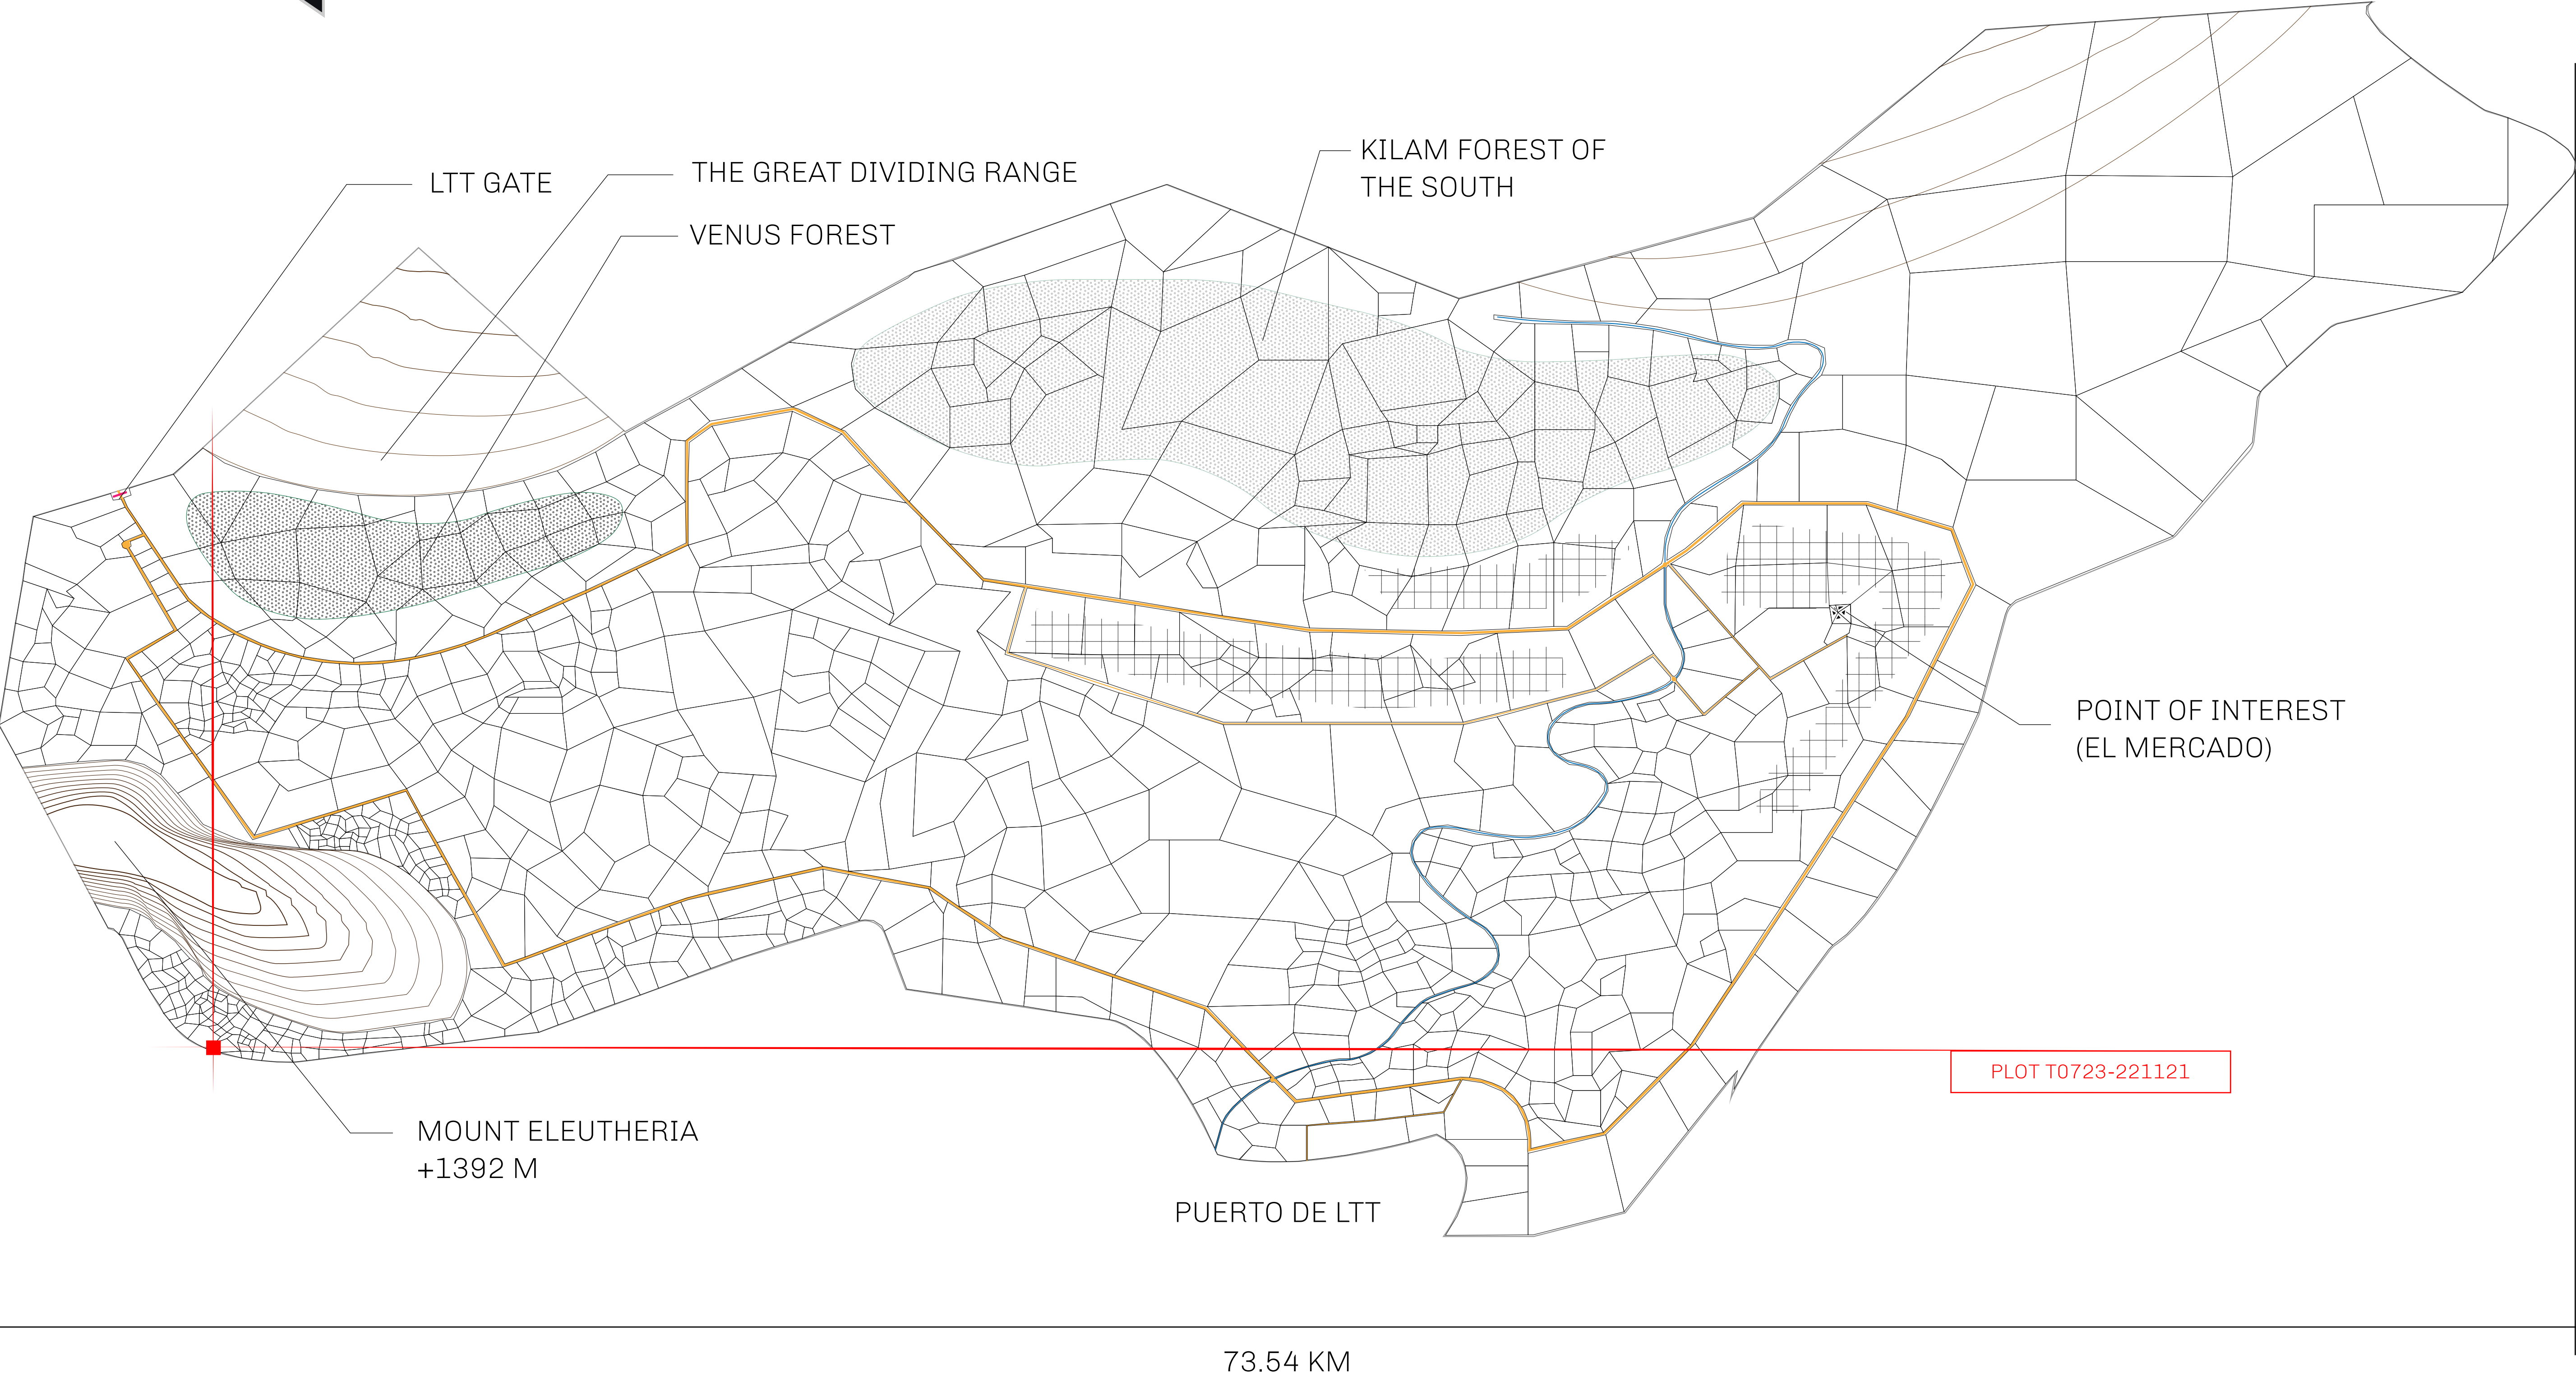 LTT GATE
THE GREAT DIVIDING RANGE
VENUS FOREST
KILAM FOREST OF
THE SOUTH
POINT OF INTEREST
(EL MERCADO)
PLOT T0723-221121
MOUNT ELEUTHERIA
+1392 M
PUERTO DE LTT
73.54 KM